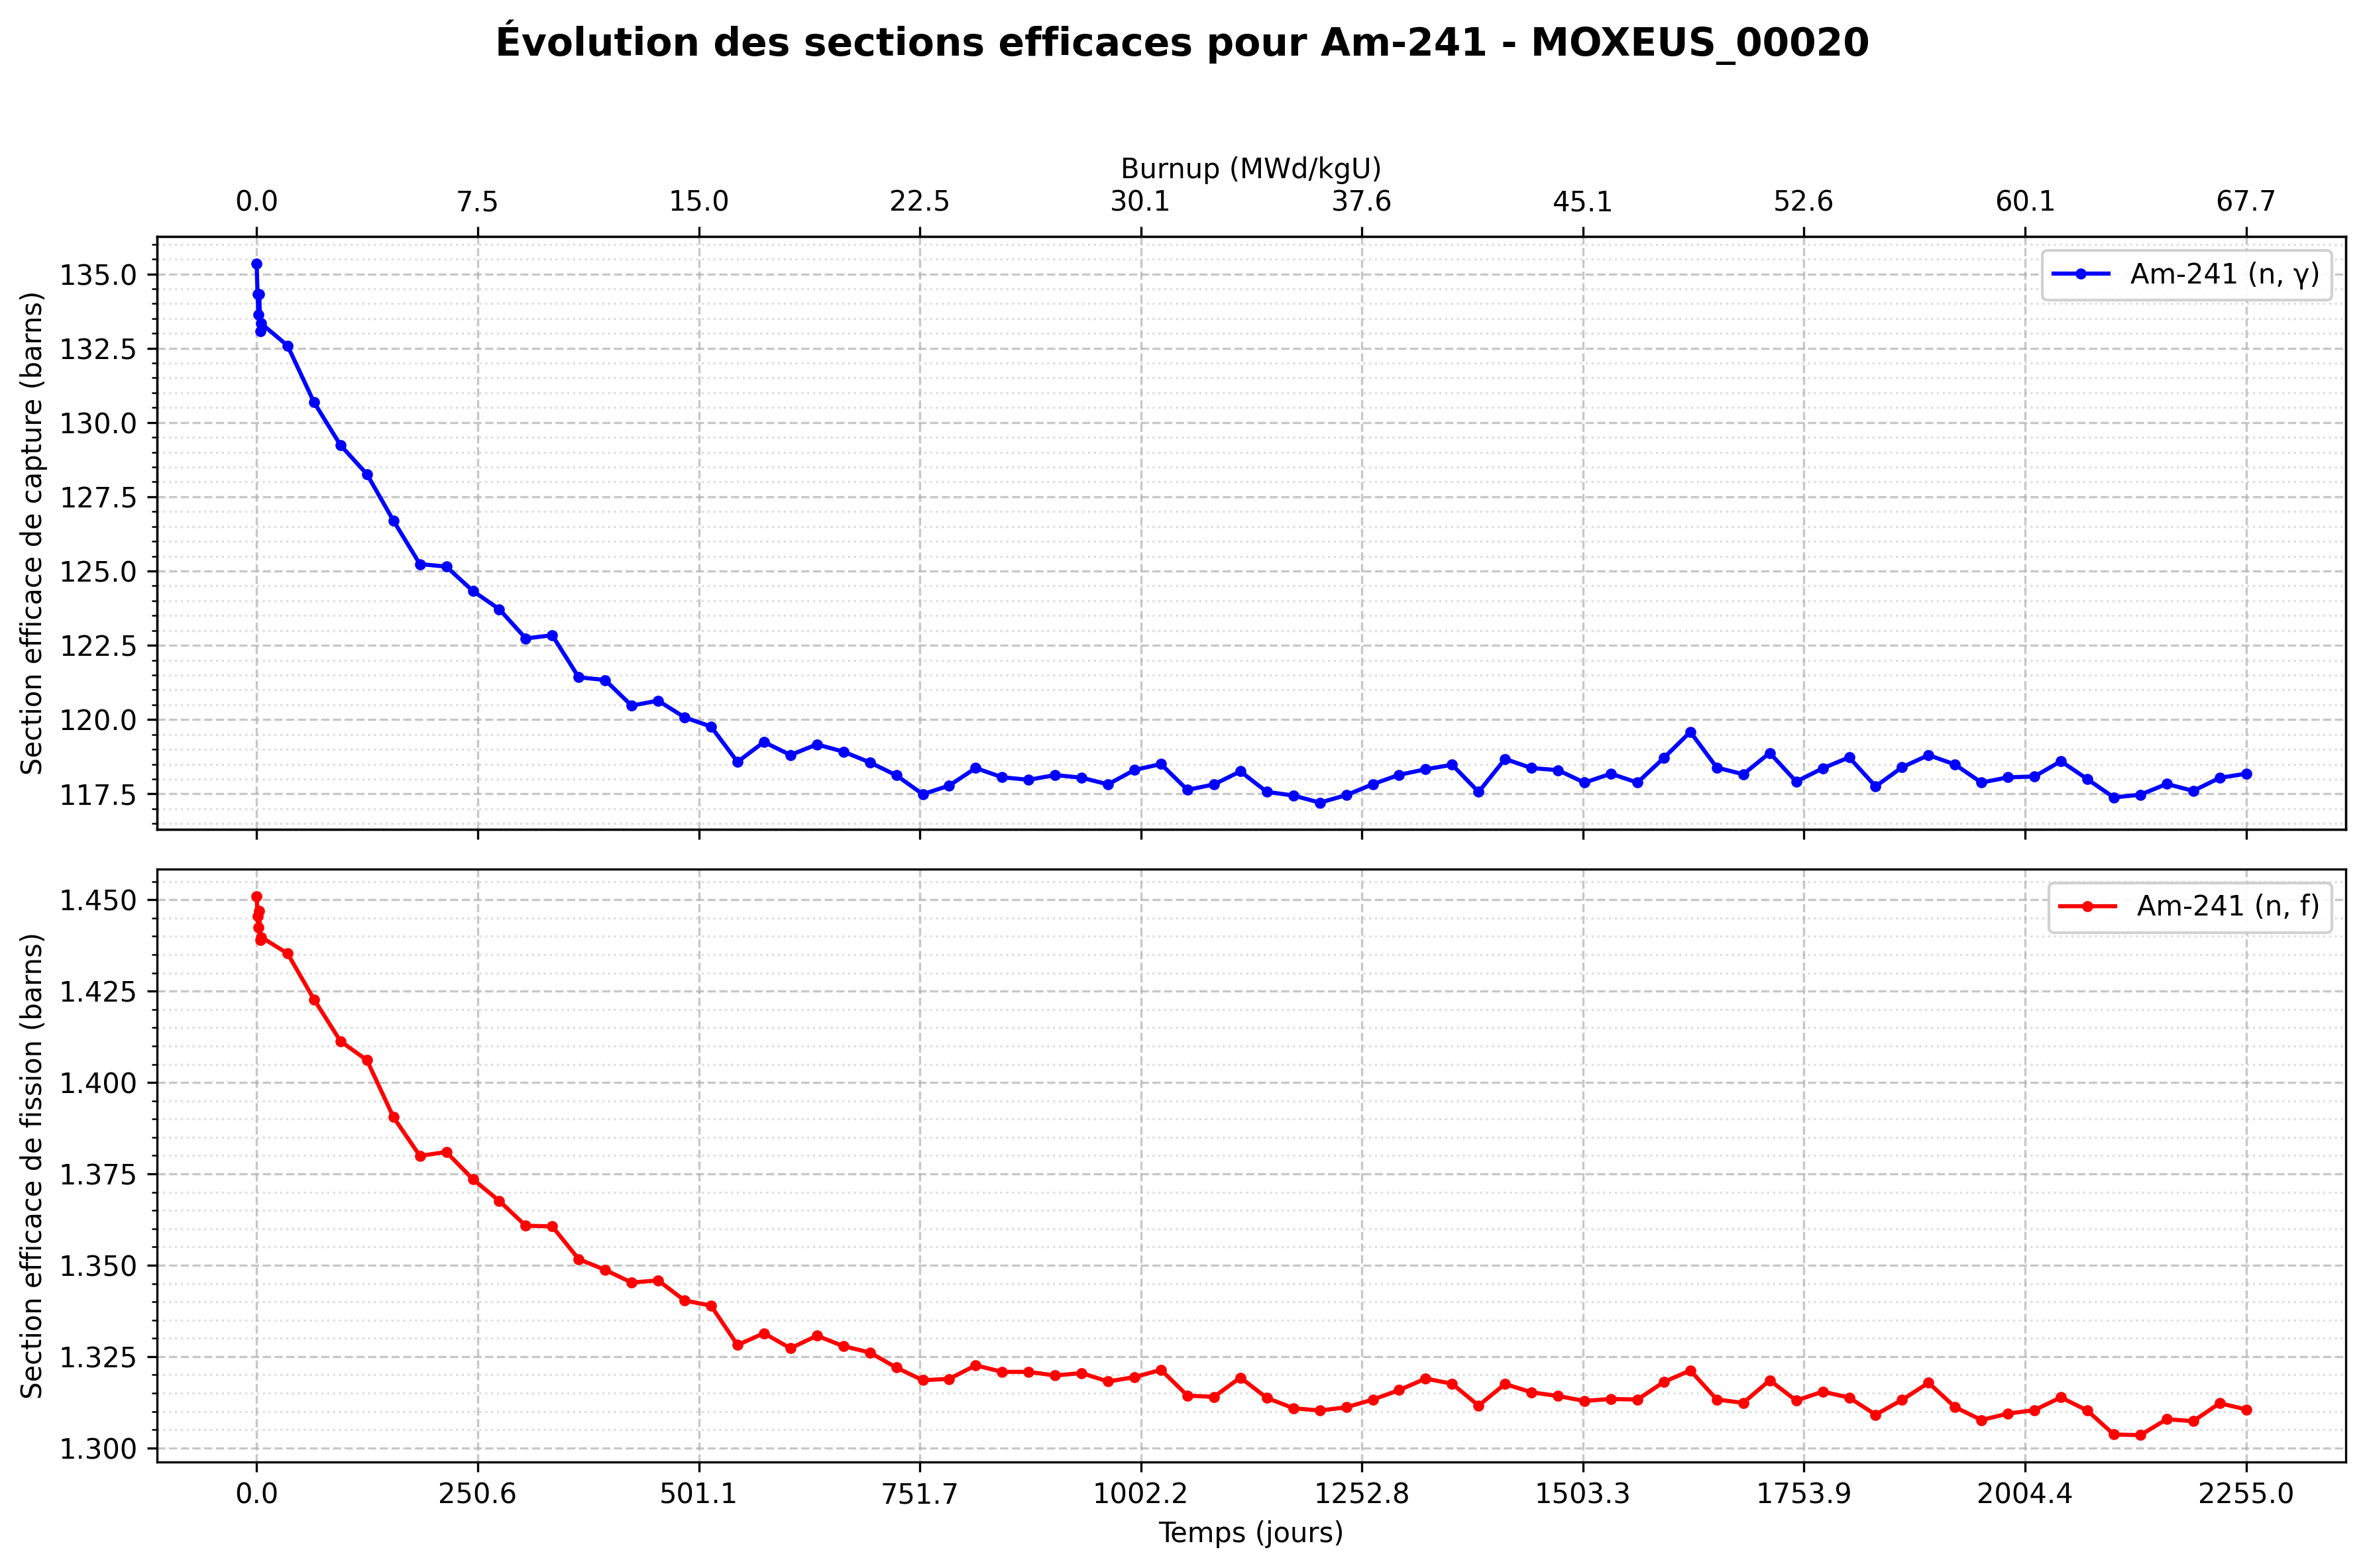 Évolution des sections efficaces pour Am-241 - MOXEUS_00020
Burnup (MWd/kgU)
0.0 7.5 15.0 22.5 30.1 37.6 45.1 52.6 60.1 67.7
Section efficace de capture (barns)
135.0
132.5
130.0
127.5
125.0
122.5
120.0
117.5
Am-241 (n, γ)
Section efficace de fission (barns)
1.450
1.425
1.400
1.375
1.350
1.325
1.300
Am-241 (n, f)
0.0 250.6 501.1 751.7 1002.2 1252.8 1503.3 1753.9 2004.4 2255.0
Temps (jours)